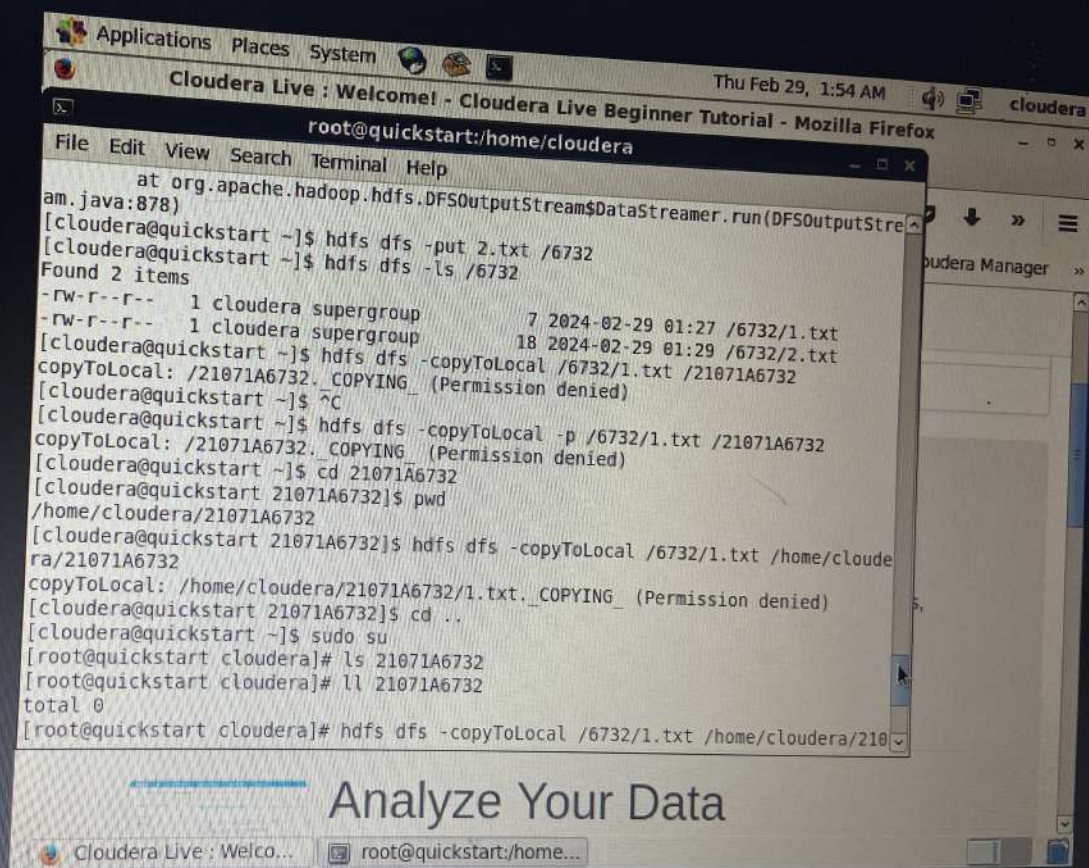 Applications Places System
Thu Feb 29, 1:54 AM
cloudera
Cloudera Live : Welcome! - Cloudera Live Beginner Tutorial - Mozilla Firefox
root@quickstart:/home/cloudera
File Edit View Search Terminal Help
at org.apache.hadoop.hdfs.DFSOutputStream$DataStreamer.run(DFSOutputStre
am.java:878)
[cloudera@quickstart ~]$ hdfs dfs -put 2.txt /6732
[cloudera@quickstart ~]$ hdfs dfs -ls /6732
Found 2 items
-rw-r--r-- 1 cloudera supergroup 7 2024-02-29 01:27 /6732/1.txt
-rw-r--r-- 1 cloudera supergroup 18 2024-02-29 01:29 /6732/2.txt
[cloudera@quickstart ~]$ hdfs dfs -copyToLocal /6732/1.txt /21071A6732
copyToLocal: /21071A6732._COPYING_ (Permission denied)
[cloudera@quickstart ~]$ ^C
[cloudera@quickstart ~]$ hdfs dfs -copyToLocal -p /6732/1.txt /21071A6732
copyToLocal: /21071A6732._COPYING_ (Permission denied)
[cloudera@quickstart ~]$ cd 21071A6732
[cloudera@quickstart 21071A6732]$ pwd
/home/cloudera/21071A6732
[cloudera@quickstart 21071A6732]$ hdfs dfs -copyToLocal /6732/1.txt /home/cloude
ra/21071A6732
copyToLocal: /home/cloudera/21071A6732/1.txt._COPYING_ (Permission denied)
[cloudera@quickstart 21071A6732]$ cd ..
[cloudera@quickstart ~]$ sudo su
[root@quickstart cloudera]# ls 21071A6732
[root@quickstart cloudera]# ll 21071A6732
total 0
[root@quickstart cloudera]# hdfs dfs -copyToLocal /6732/1.txt /home/cloudera/210
oudera Manager »
s,
Analyze Your Data
Cloudera Live : Welco...
root@quickstart:/home...